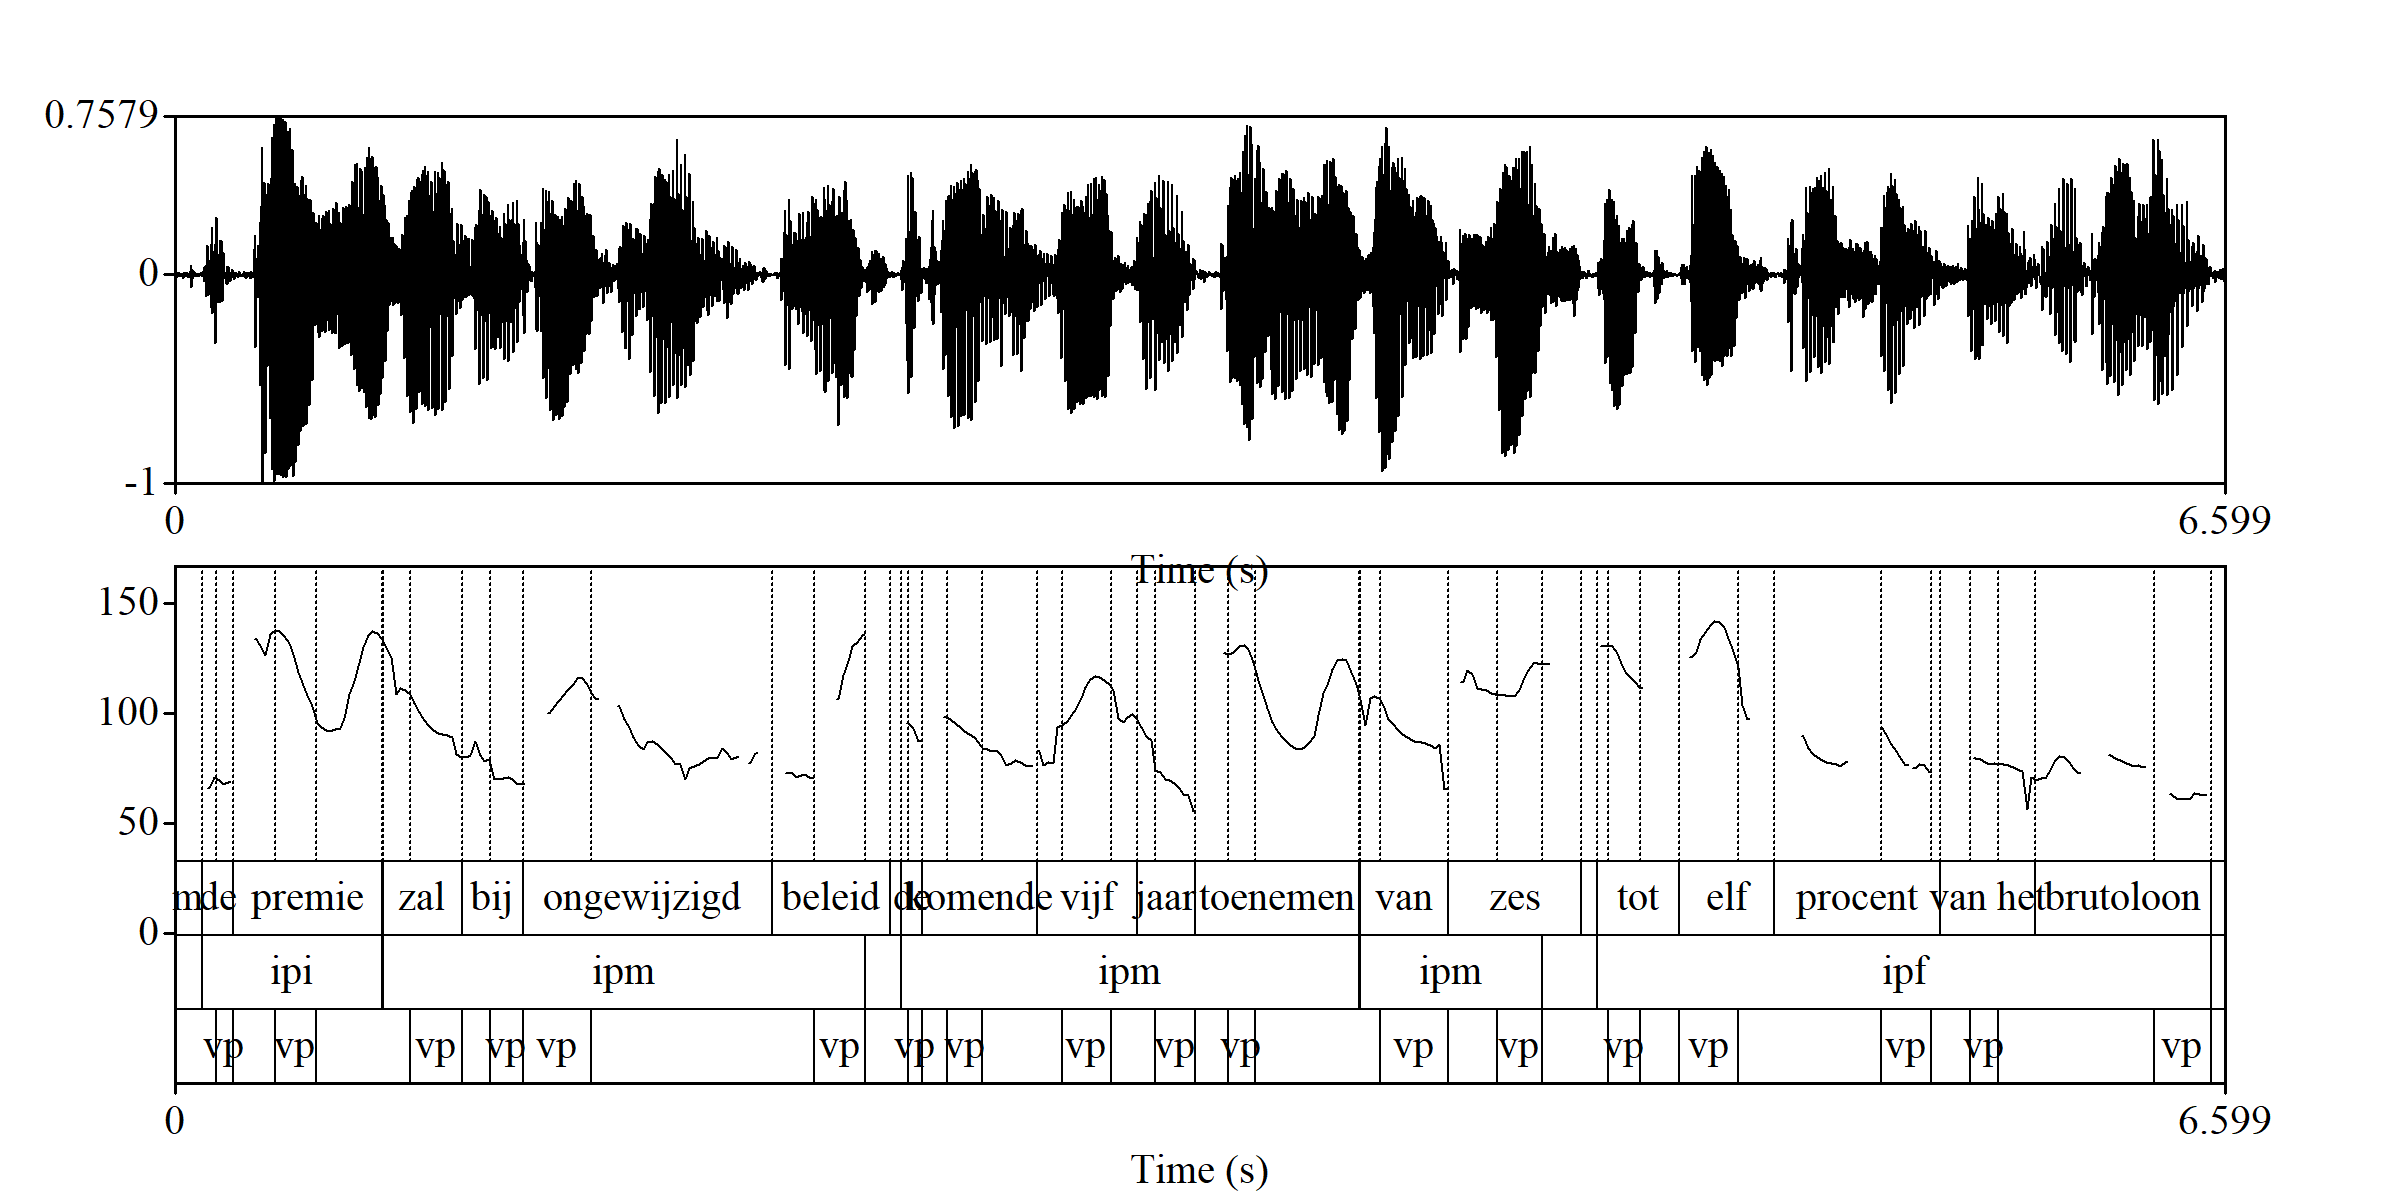 0.7579
0
-1
0 6.599
Time (s)
150
100
50
0
m de premie zal bij ongewijzigd beleid de komende vijf jaar toenemen van zes tot elf procent van het brutoloon
ipi ipm ipm ipm ipf
vp vp vp vp vp vp vp vp vp vp vp vp vp vp vp vp vp vp
0 6.599
Time (s)